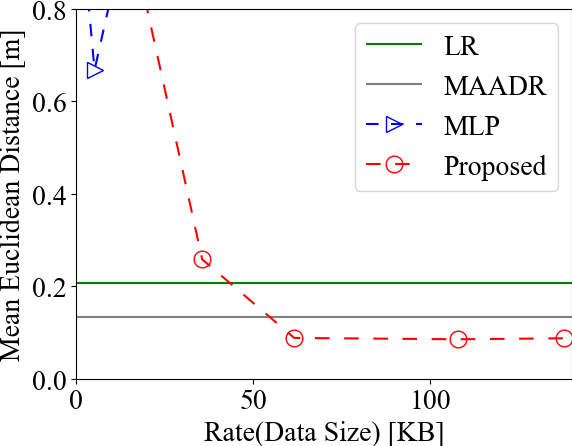 Mean Euclidean Distance [m]
0.8
0.6
0.4
0.2
0.0
0
50
100
Rate(Data Size) [KB]
LR
MAADR
MLP
Proposed